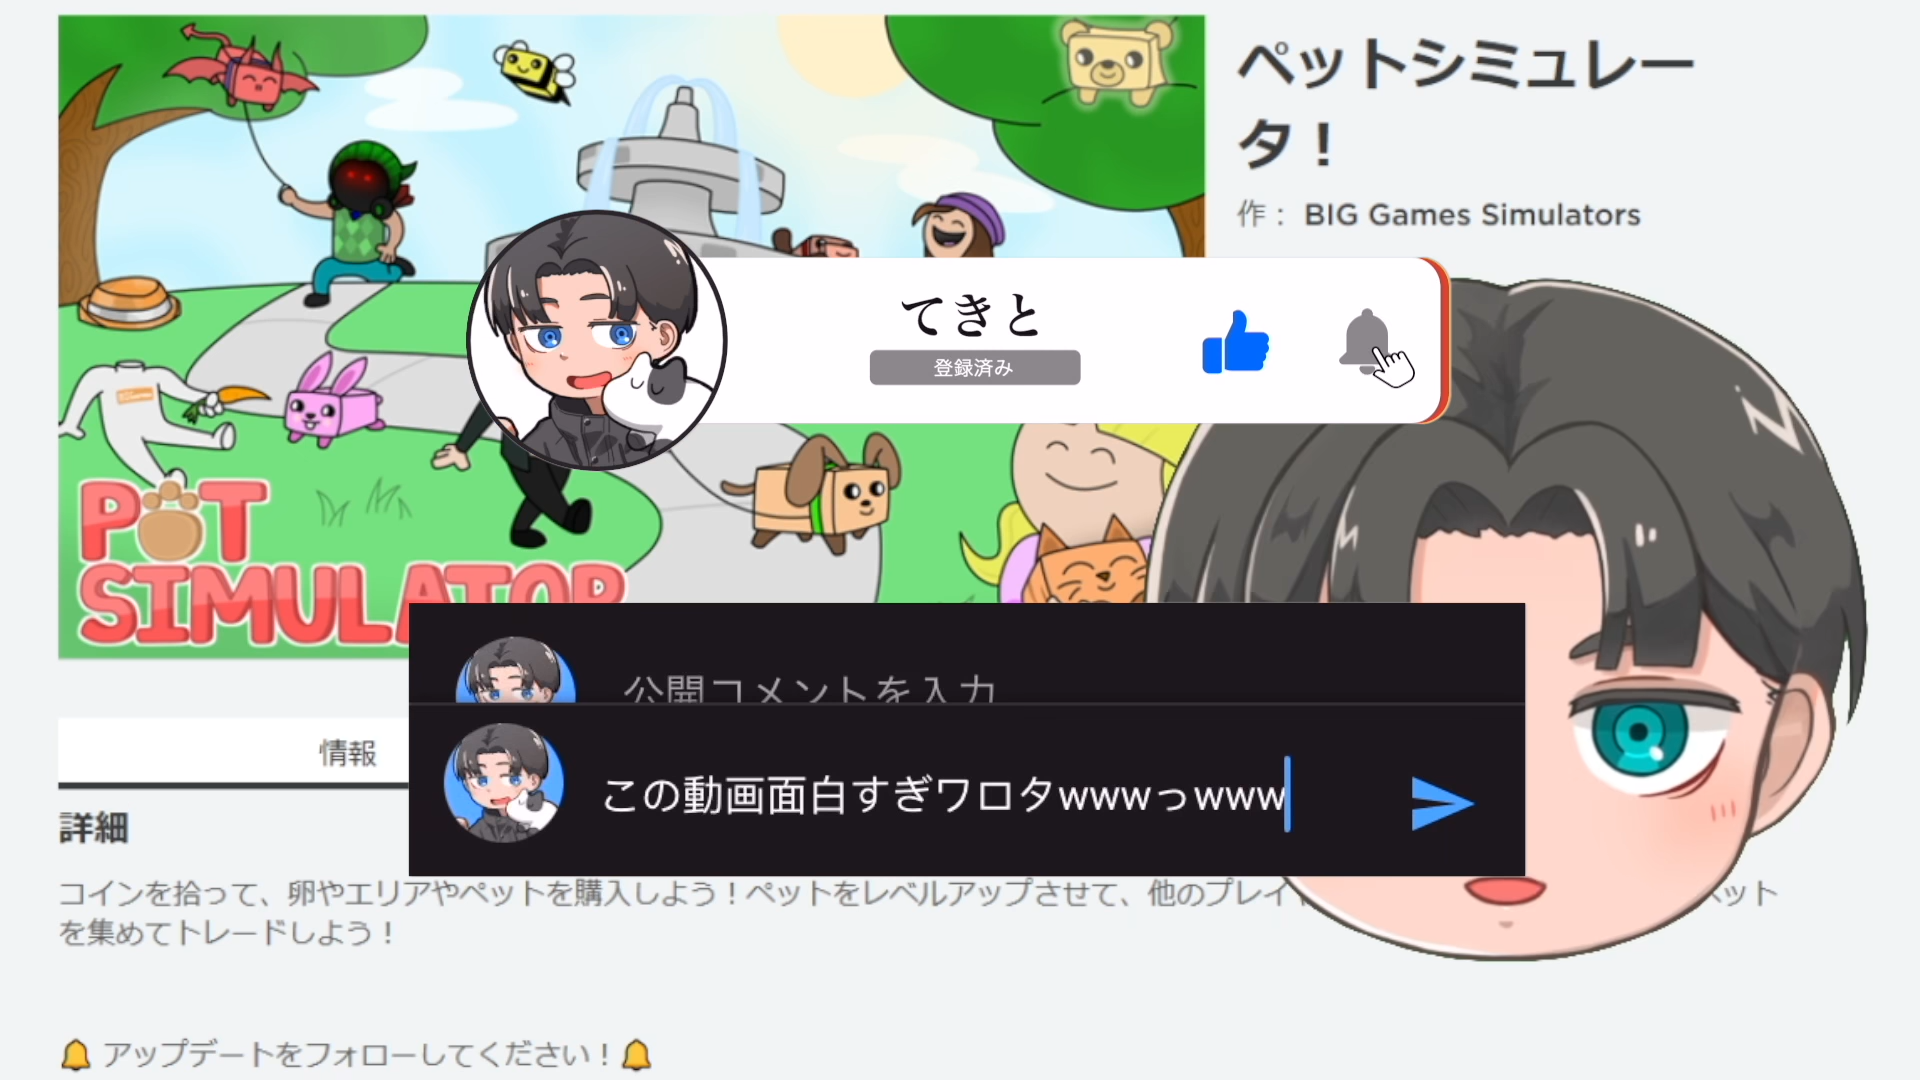 ペットシミュレー
タ！
作： BIG Games Simulators
てきと
登録済み
P T
SIMULATOR
公開コメントを入力
この動画面白すぎワロタwwwっwww
情報
詳細
コインを拾って、卵やエリアやペットを購入しよう！ペットをレベルアップさせて、他のプレイ
ペット
を集めてトレードしよう！
🔔 アップデートをフォローしてください！🔔